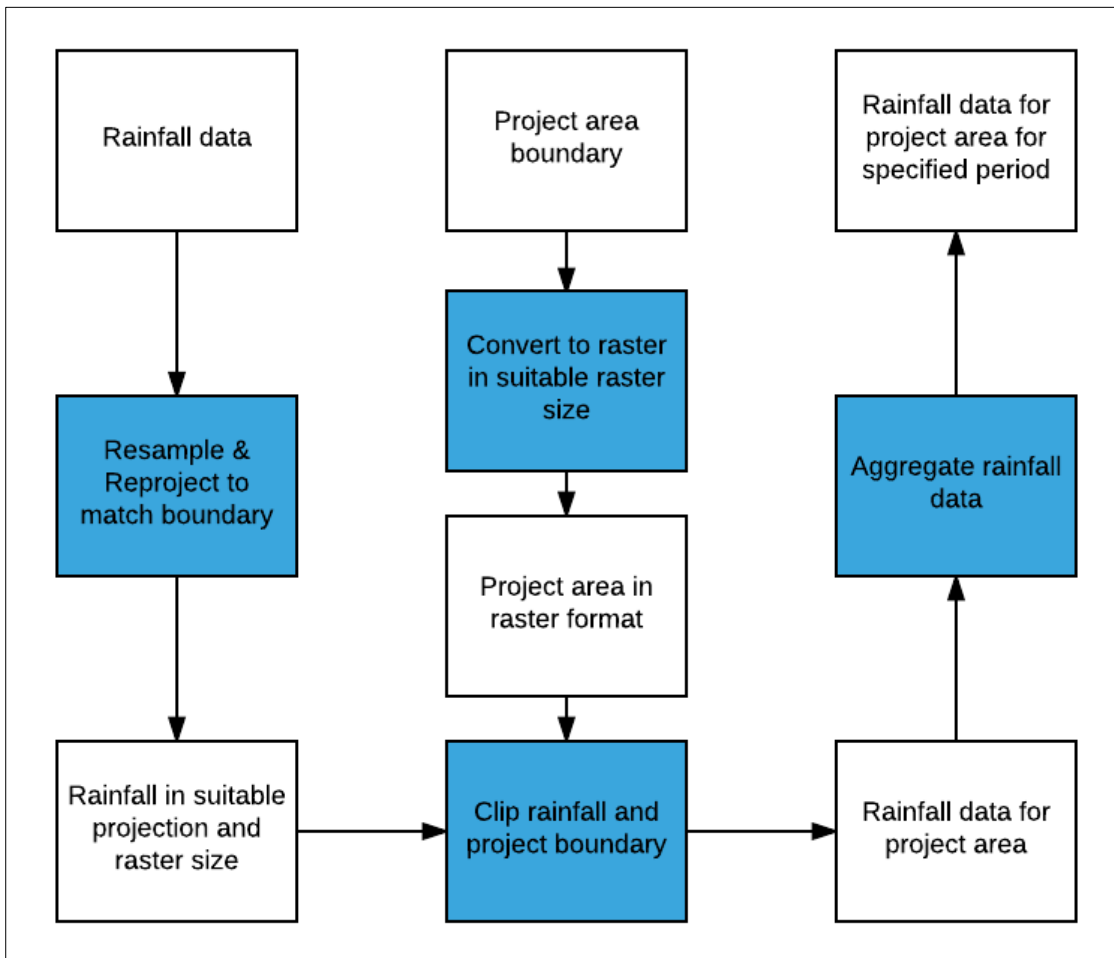 Rainfall data
Project area
boundary
Rainfall data for
project area for
specified period
Convert to raster
in suitable raster
size
Resample &
Reproject to
match boundary
Aggregate rainfall
data
Project area in
raster format
Rainfall in suitable
projection and
raster size
Clip rainfall and
project boundary
Rainfall data for
project area